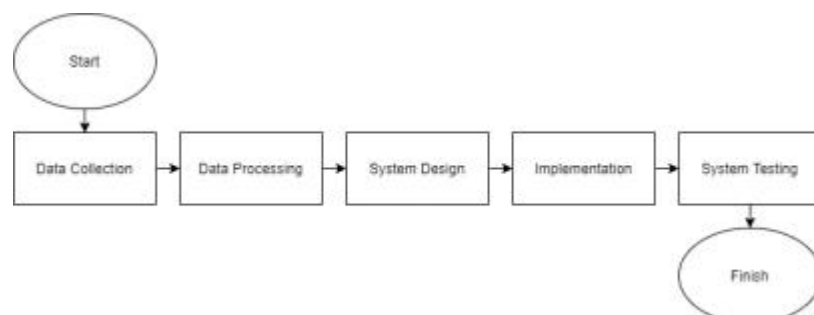 Start
Data Collection
Data Processing
System Design
Implementation
System Testing
Finish